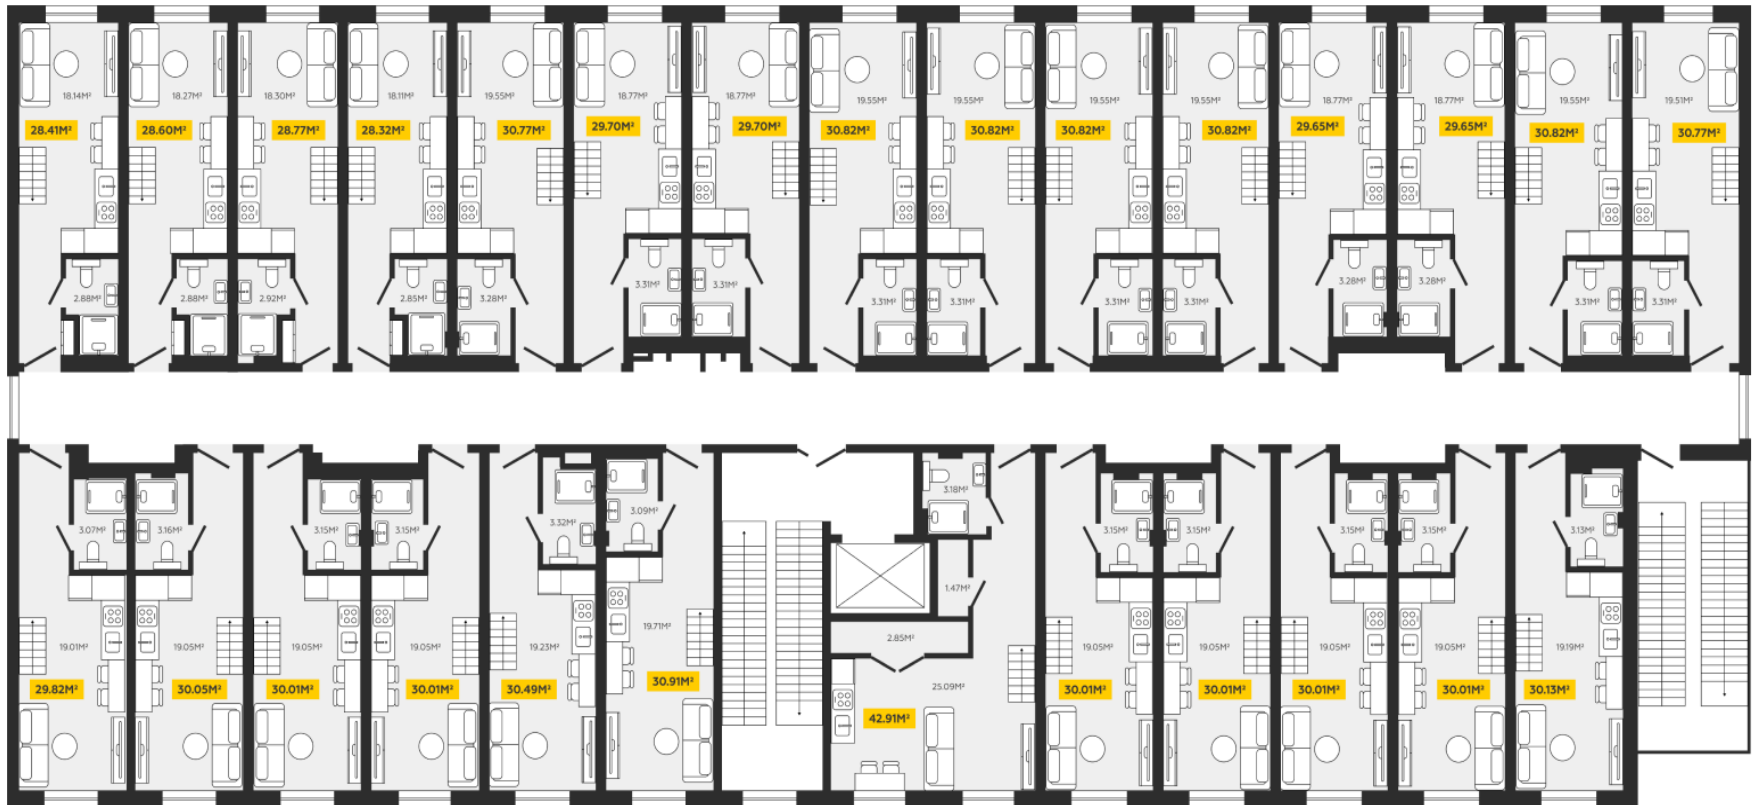 18.14М²
18.27М²
18.30М²
18.11М²
19.55М²
18.77М²
18.77М²
19.55М²
19.55М²
19.55М²
19.55М²
18.77М²
18.77М²
19.55М²
19.51М²
28.41М²
28.60М²
28.77М²
28.32М²
30.77М²
29.70М²
29.70М²
30.82М²
30.82М²
30.82М²
30.82М²
29.65М²
29.65М²
30.82М²
30.77М²
2.88М²
2.88М²
2.92М²
2.85М²
3.28М²
3.31М²
3.31М²
3.31М²
3.31М²
3.31М²
3.31М²
3.28М²
3.28М²
3.31М²
3.31М²
3.07М²
3.16М²
3.15М²
3.15М²
3.32М²
3.09М²
3.18М²
3.15М²
3.15М²
3.15М²
3.15М²
3.13М²
1.47М²
2.85М²
19.01М²
19.05М²
19.05М²
19.05М²
19.23М²
19.71М²
25.09М²
19.05М²
19.05М²
19.05М²
19.05М²
19.19М²
29.82М²
30.05М²
30.01М²
30.01М²
30.49М²
30.91М²
42.91М²
30.01М²
30.01М²
30.01М²
30.01М²
30.13М²